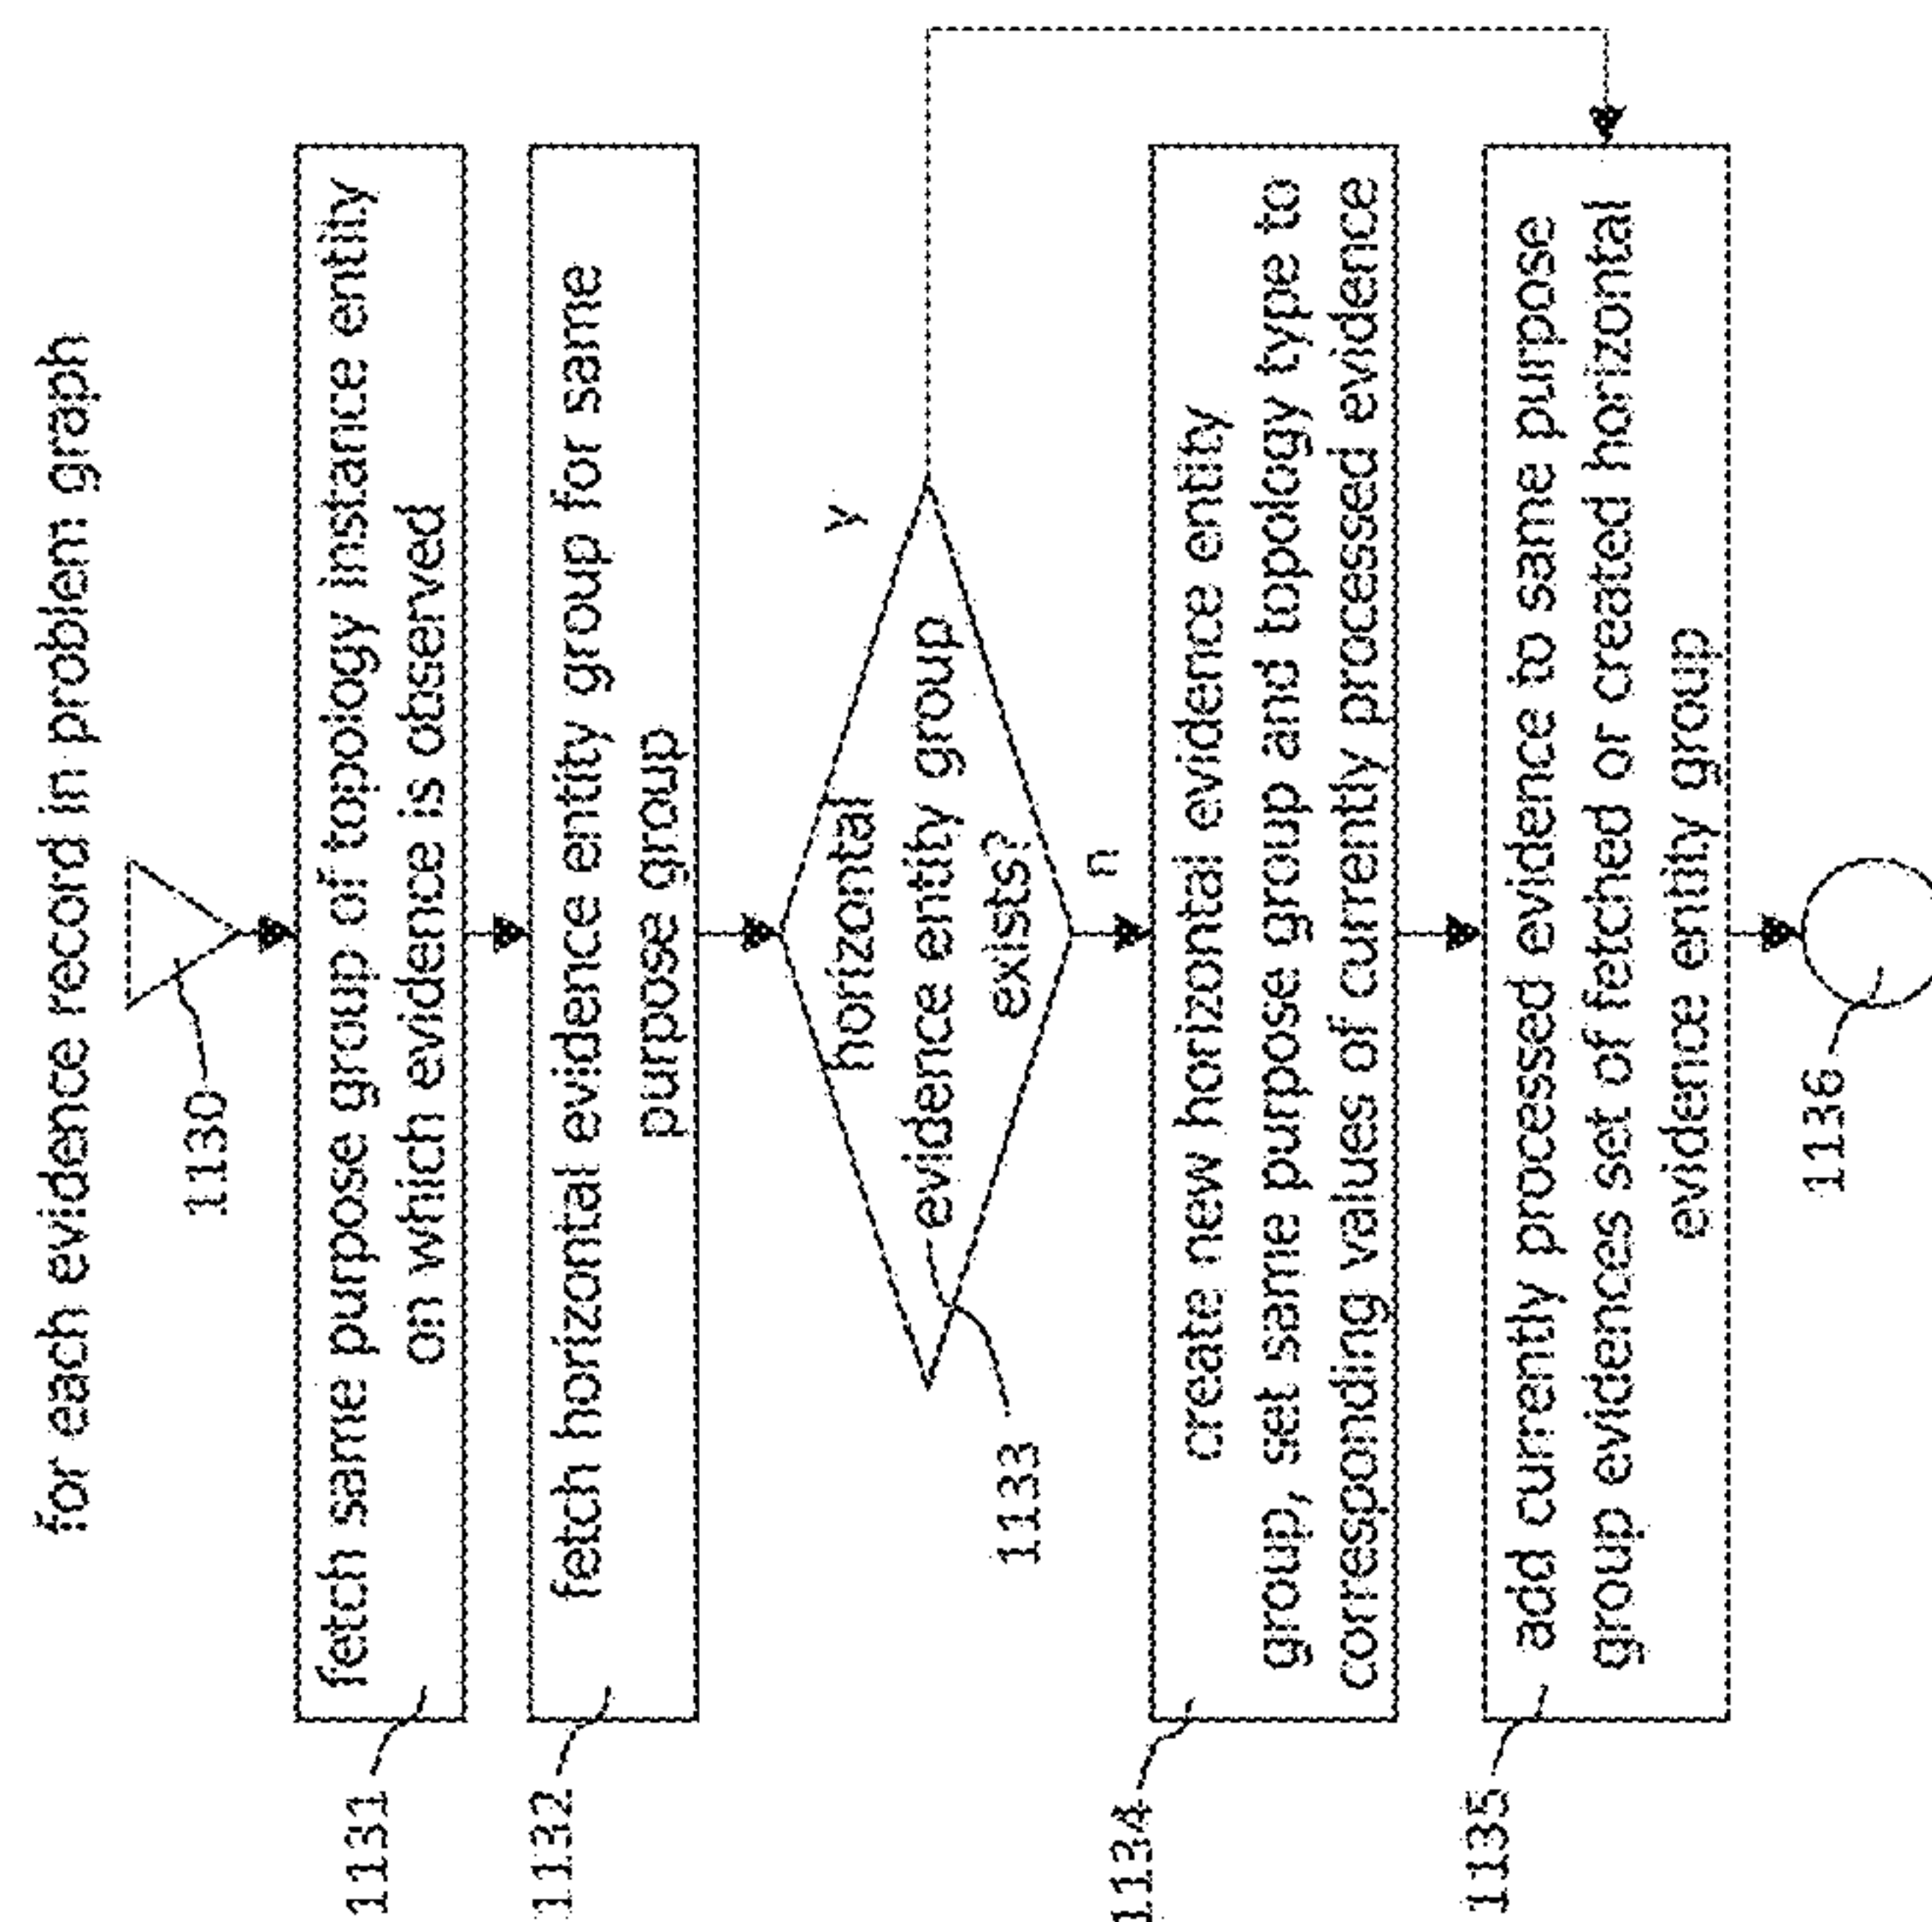 for each evidence record in problem graph
1130
1131
fetch same purpose group of topology instance entity
on which evidence is observed
1132
fetch horizontal evidence entity group for same
purpose group
1133
horizontal
evidence entity group
exists?
y
n
1134
create new horizontal evidence entity
group, set same purpose group and topology type to
corresponding values of currently processed evidence
1135
add currently processed evidence to same purpose
group evidences set of fetched or created horizontal
evidence entity group
1136